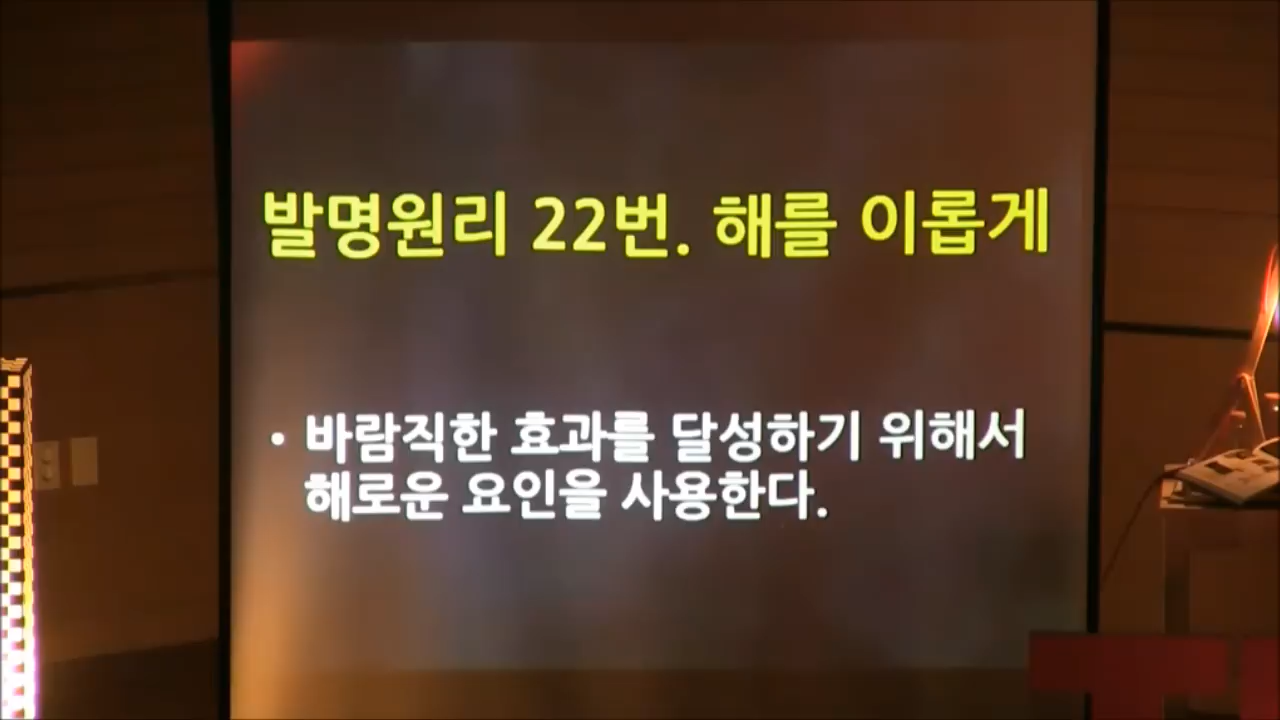 발명원리 22번. 해를 이롭게
• 바람직한 효과를 달성하기 위해서
해로운 요인을 사용한다.